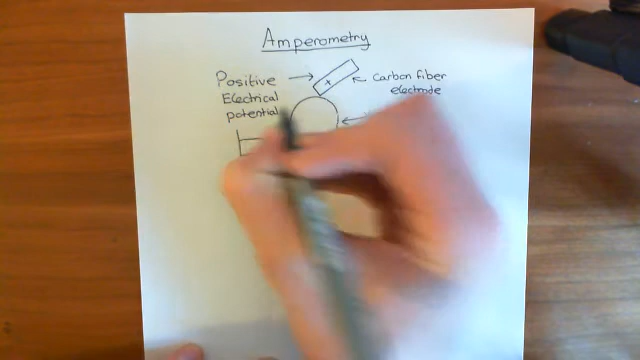 Amperometry
Positive
Electrical
potential
+
Carbon fiber
electrode